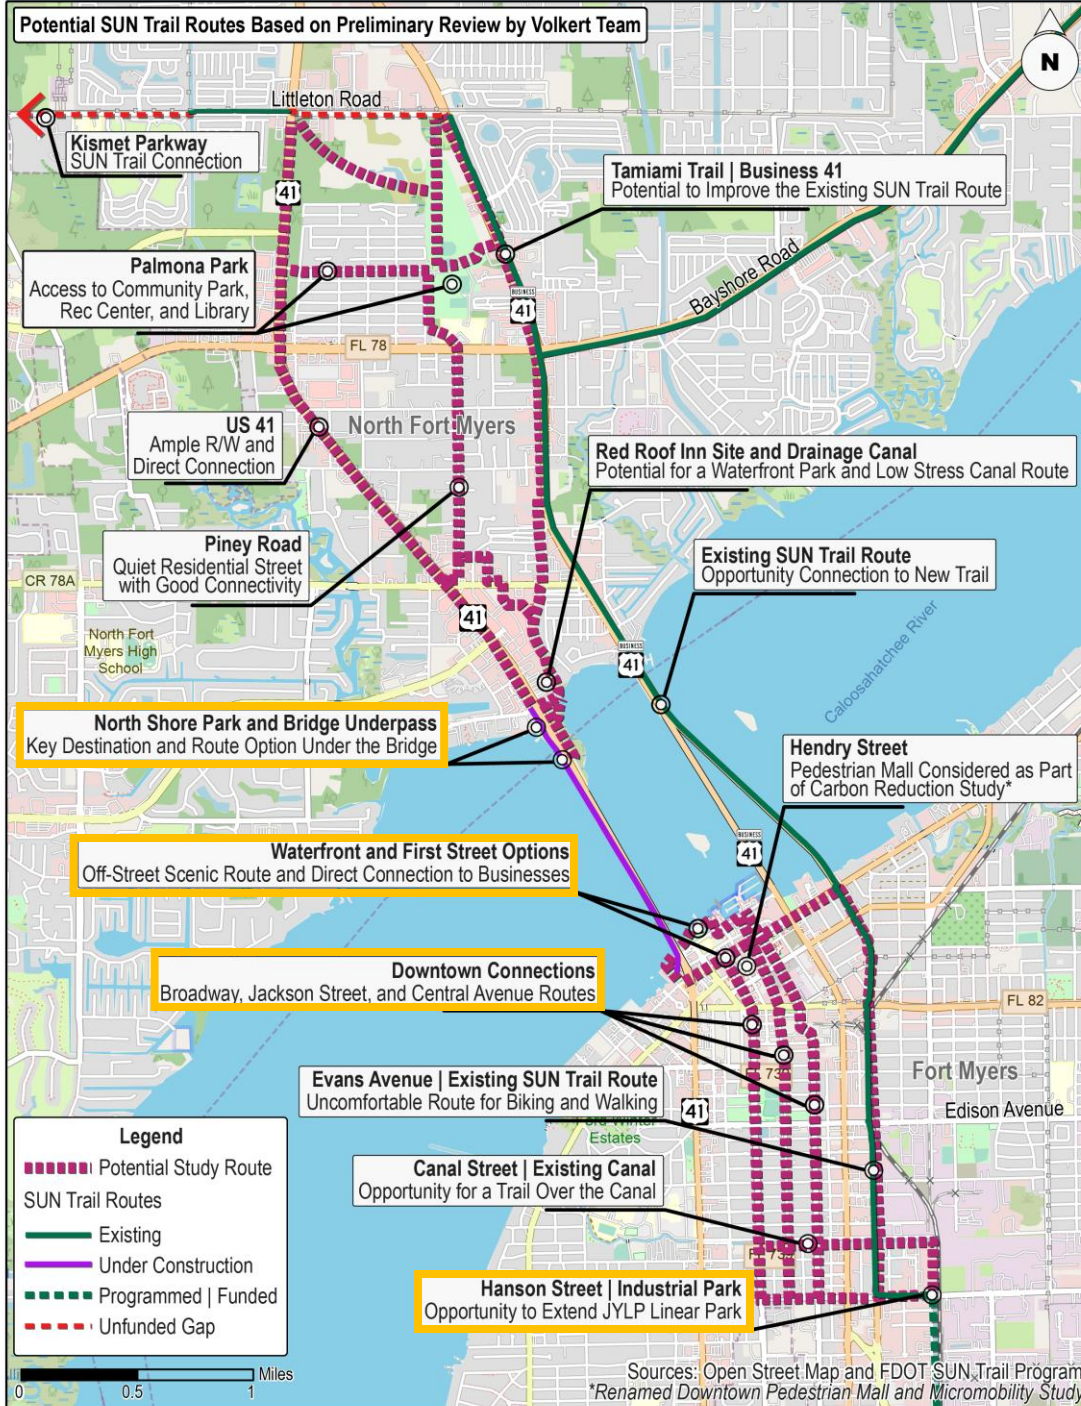 Potential SUN Trail Routes Based on Preliminary Review by Volkert Team
N
Littleton Road
Kismet Parkway
SUN Trail Connection
41
Tamiami Trail | Business 41
Potential to Improve the Existing SUN Trail Route
Palmona Park
Access to Community Park,
Rec Center, and Library
Bayshore Road
BUSINESS
41
FL 78
US 41
Ample R/W and
Direct Connection
North Fort Myers
Red Roof Inn Site and Drainage Canal
Potential for a Waterfront Park and Low Stress Canal Route
Piney Road
Quiet Residential Street
with Good Connectivity
Existing SUN Trail Route
Opportunity Connection to New Trail
CR 78A
41
North Fort
Myers High
School
BUSINESS
41
Caloosahatchee River
North Shore Park and Bridge Underpass
Key Destination and Route Option Under the Bridge
Hendry Street
Pedestrian Mall Considered as Part
of Carbon Reduction Study*
BUSINESS
41
Waterfront and First Street Options
Off-Street Scenic Route and Direct Connection to Businesses
Downtown Connections
Broadway, Jackson Street, and Central Avenue Routes
FL 82
Evans Avenue | Existing SUN Trail Route
Uncomfortable Route for Biking and Walking
Fort Myers
41
Edison Avenue
Estates
Canal Street | Existing Canal
Opportunity for a Trail Over the Canal
Hanson Street | Industrial Park
Opportunity to Extend JYLP Linear Park
Legend
Potential Study Route
SUN Trail Routes
Existing
Under Construction
Programmed | Funded
Unfunded Gap
0 0.5 1 Miles
Sources: Open Street Map and FDOT SUN Trail Program
*Renamed Downtown Pedestrian Mall and Micromobility Study